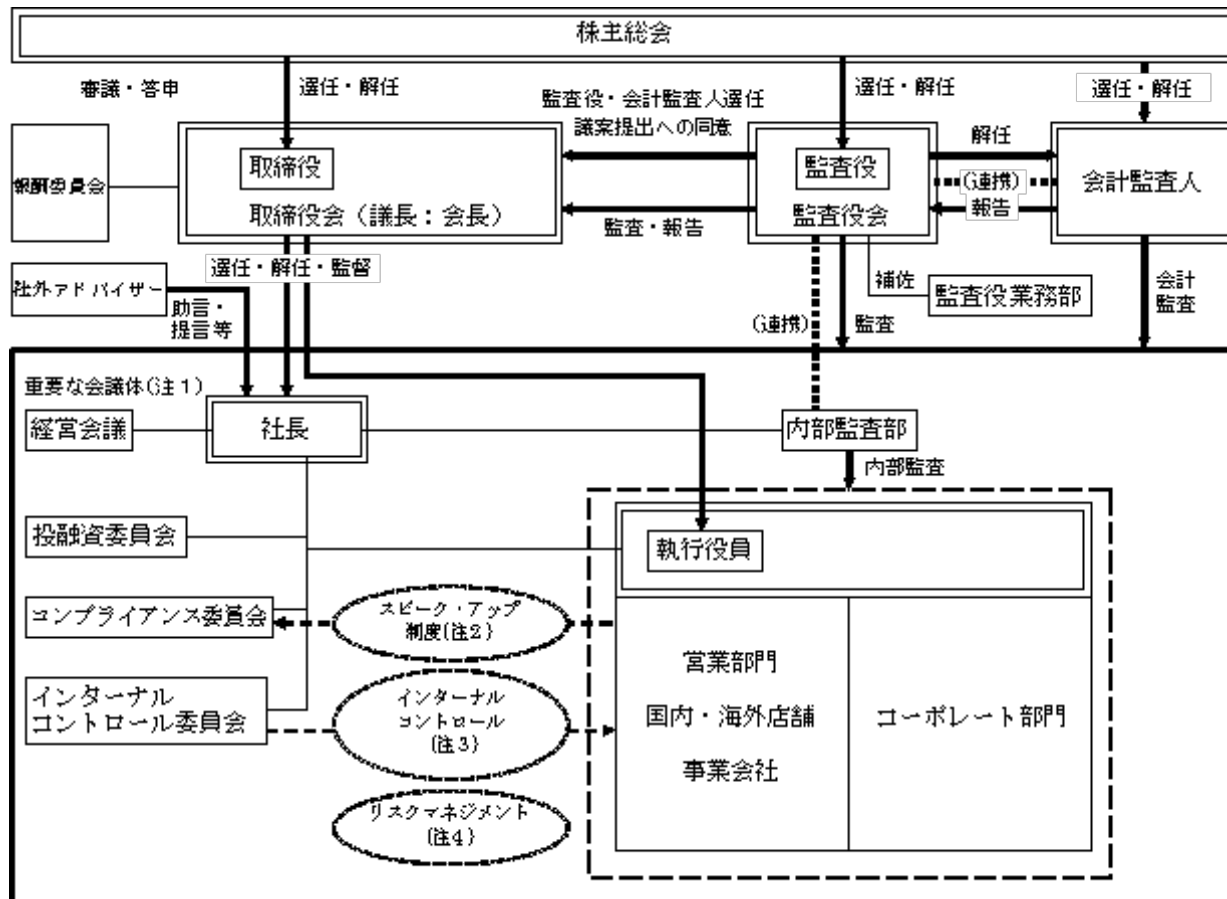 株主総会
審議・答申
選任・解任
監査役・会計監査人選任
議案提出への同意
選任・解任
選任・解任
報酬委員会
取締役
取締役会（議長：会長）
監査・報告
監査役
監査役会
解任
（連携）
報告
会計監査人
選任・解任・監督
社外アドバイザー
助言・
提言等
補佐
監査役業務部
（連携）
監査
会計
監査
重要な会議体（注１）
経営会議
社長
内部監査部
内部監査
投融資委員会
執行役員
コンプライアンス委員会
スピーク・アップ
制度（注２）
営業部門
インターナル
コントロール委員会
インターナル
コントロール
（注３）
国内・海外店舗
コーポレート部門
事業会社
リスクマネジメント
（注４）